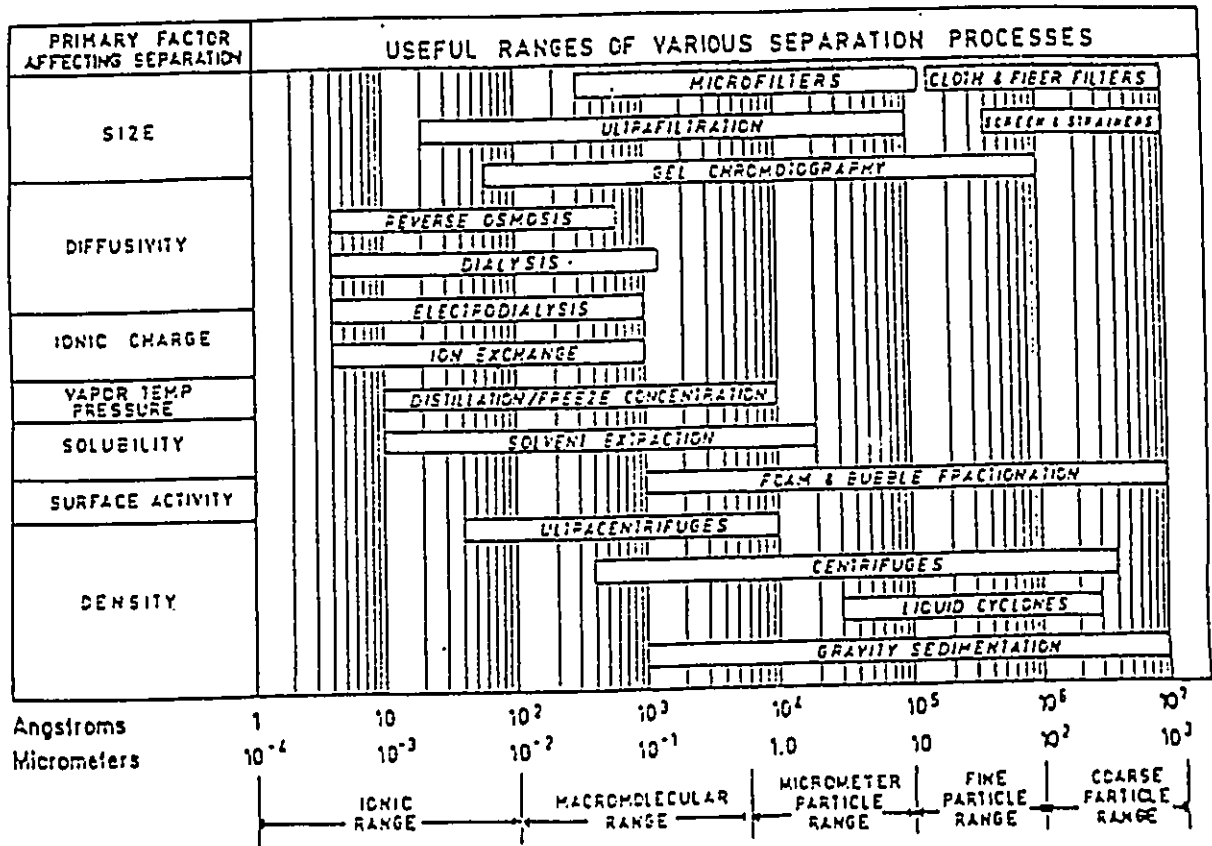 PRIMARY FACTOR
AFFECTING SEPARATION
USEFUL RANGES OF VARIOUS SEPARATION PROCESSES
SIZE
MICROFILTERS
CLOTH & FIBER FILTERS
ULTRAFILTRATION
SCREEN & STRAINERS
GEL CHROMOTOGRAPHY
DIFFUSIVITY
REVERSE OSMOSIS
DIALYSIS
IONIC CHARGE
ELECTRODIALYSIS
ION EXCHANGE
VAPOR TEMP
PRESSURE
DISTILLATION/FREEZE CONCENTRATION
SOLUBILITY
SOLVENT EXTRACTION
SURFACE ACTIVITY
FOAM & BUBBLE FRACTIONATION
DENSITY
ULTRACENTRIFUGES
CENTRIFUGES
LIQUID CYCLONES
GRAVITY SEDIMENTATION
Angstroms 1 10 10² 10³ 10⁴ 10⁵ 10⁶ 10⁷
Micrometers 10⁻⁴ 10⁻³ 10⁻² 10⁻¹ 1.0 10 10² 10³
IONIC
RANGE
MACROMOLECULAR
RANGE
MICROMETER
PARTICLE
RANGE
FINE
PARTICLE
RANGE
COARSE
PARTICLE
RANGE